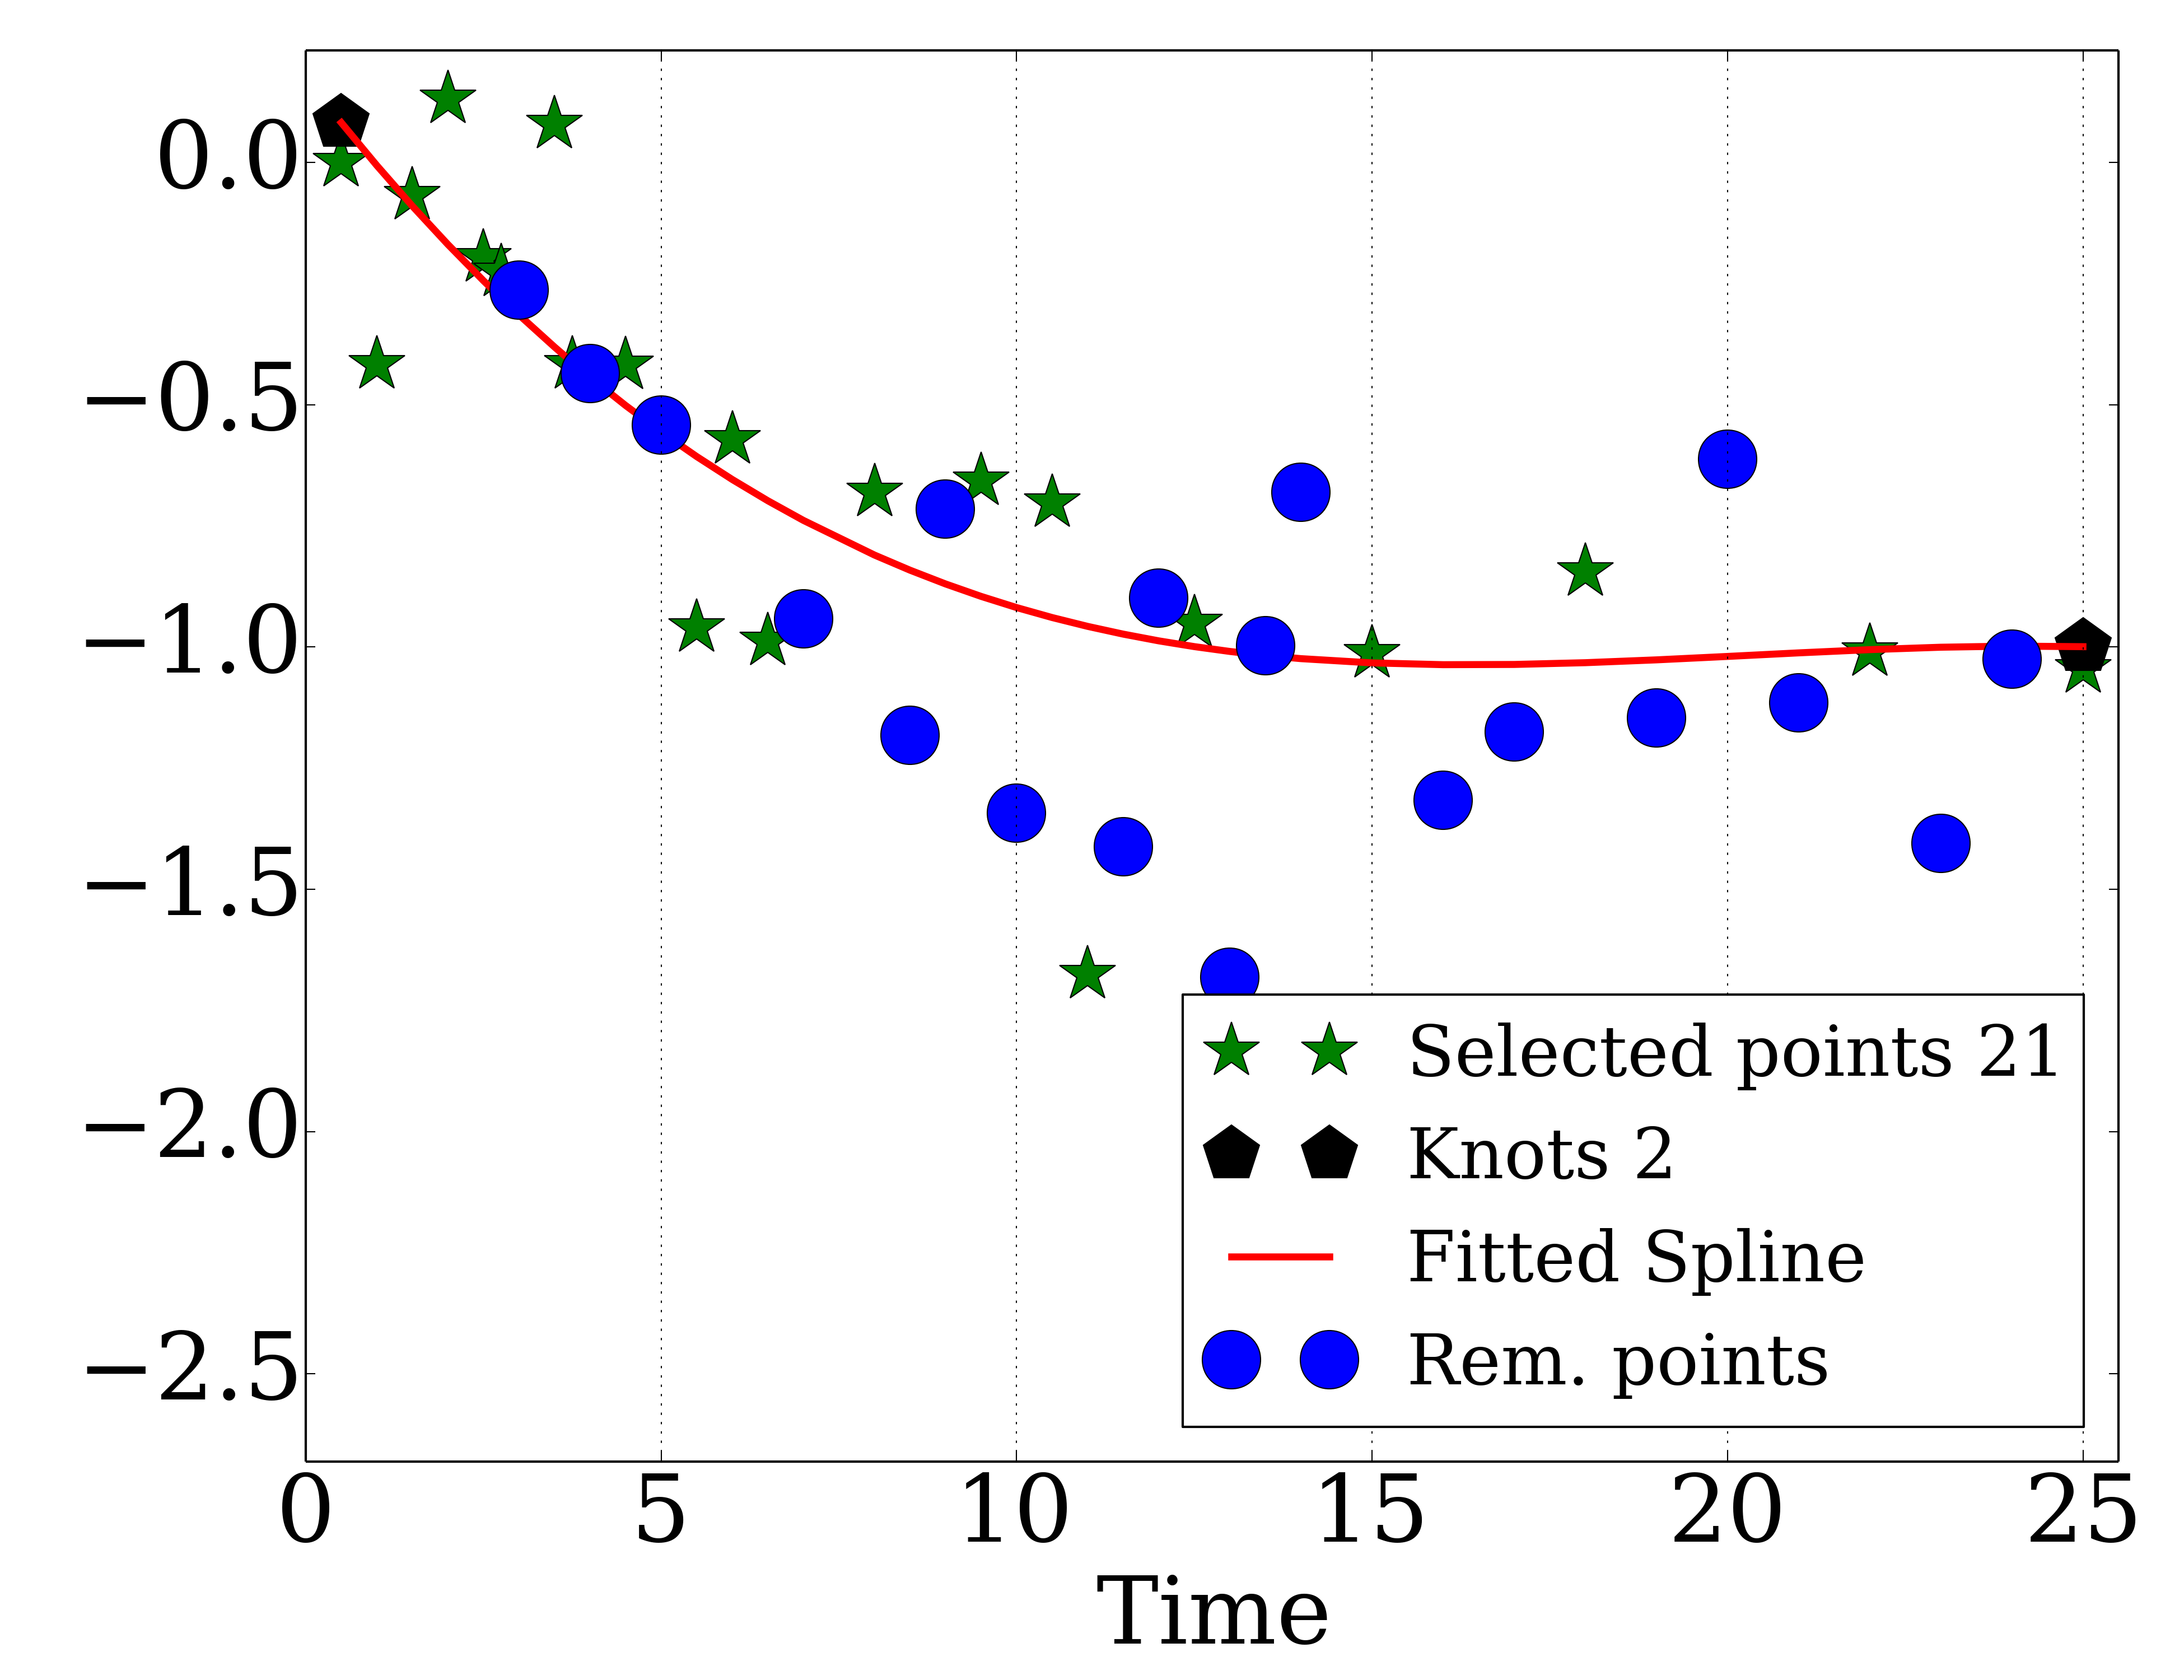 0.0
−0.5
−1.0
−1.5
−2.0
−2.5
Selected points 21
Knots 2
Fitted Spline
Rem. points
0 5 10 15 20 25
Time